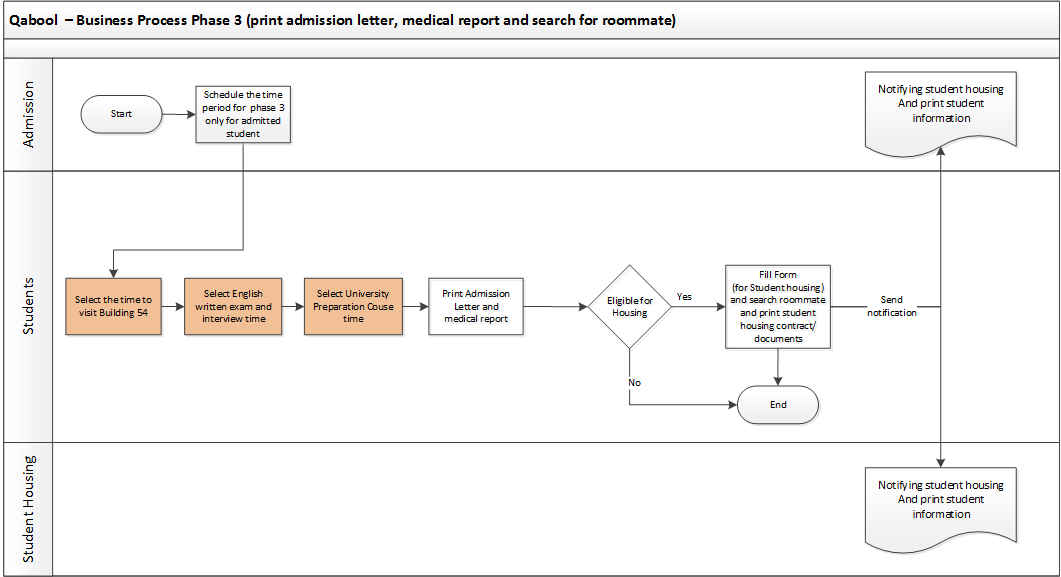 Qabool – Business Process Phase 3 (print admission letter, medical report and search for roommate)
Admission
Start
Schedule the time
period for phase 3
only for admitted
student
Notifying student housing
And print student
information
Students
Select the time to
visit Building 54
Select English
written exam and
interview time
Select University
Preparation Couse
time
Print Admission
Letter and
medical report
Eligible for
Housing
Yes
No
Fill Form
(for Student housing)
and search roommate
and print student
housing contract/
documents
Send
notification
End
Student Housing
Notifying student housing
And print student
information